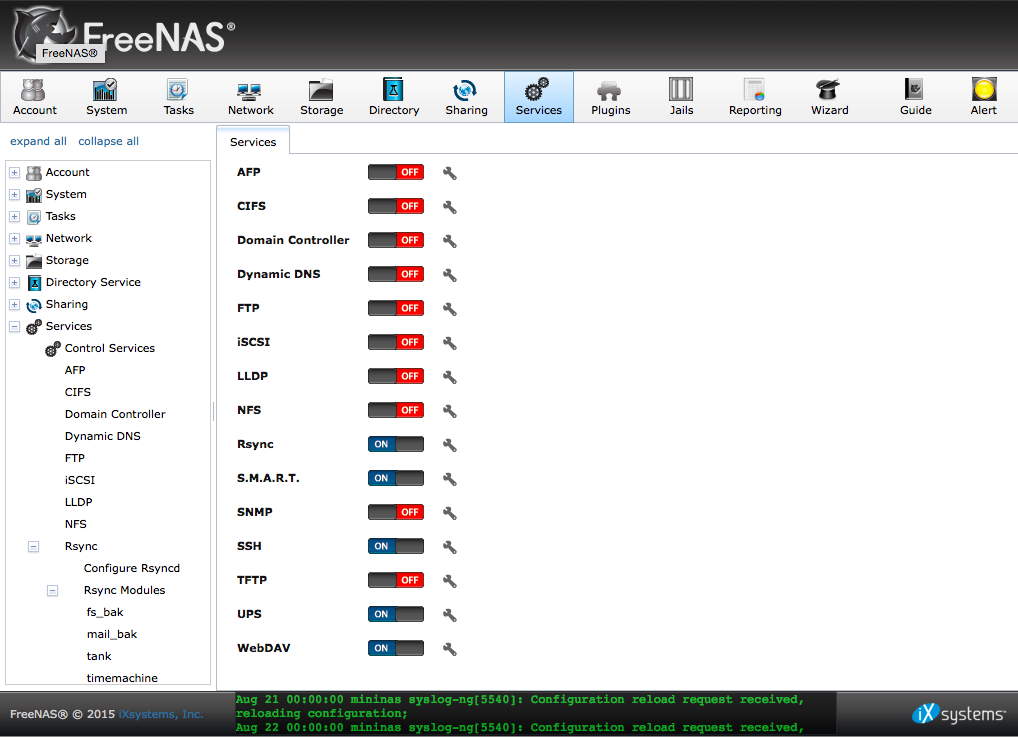 FreeNAS®
FreeNAS®
Account System Tasks Network Storage Directory Sharing Services Plugins Jails Reporting Wizard Guide Alert
expand all collapse all
Services
Account
System
Tasks
Network
Storage
Directory Service
Sharing
Services
Control Services
AFP
CIFS
Domain Controller
Dynamic DNS
FTP
iSCSI
LLDP
NFS
Rsync
Configure Rsyncd
Rsync Modules
fs_bak
mail_bak
tank
timemachine
AFP OFF
CIFS OFF
Domain Controller OFF
Dynamic DNS OFF
FTP OFF
iSCSI OFF
LLDP OFF
NFS OFF
Rsync ON
S.M.A.R.T. ON
SNMP OFF
SSH ON
TFTP OFF
UPS ON
WebDAV ON
FreeNAS® © 2015 iXsystems, Inc.
Aug 21 00:00:00 mininas syslog-ng[5540]: Configuration reload request received,
reloading configuration;
Aug 22 00:00:00 mininas syslog-ng[5540]: Configuration reload request received,
iXsystems™